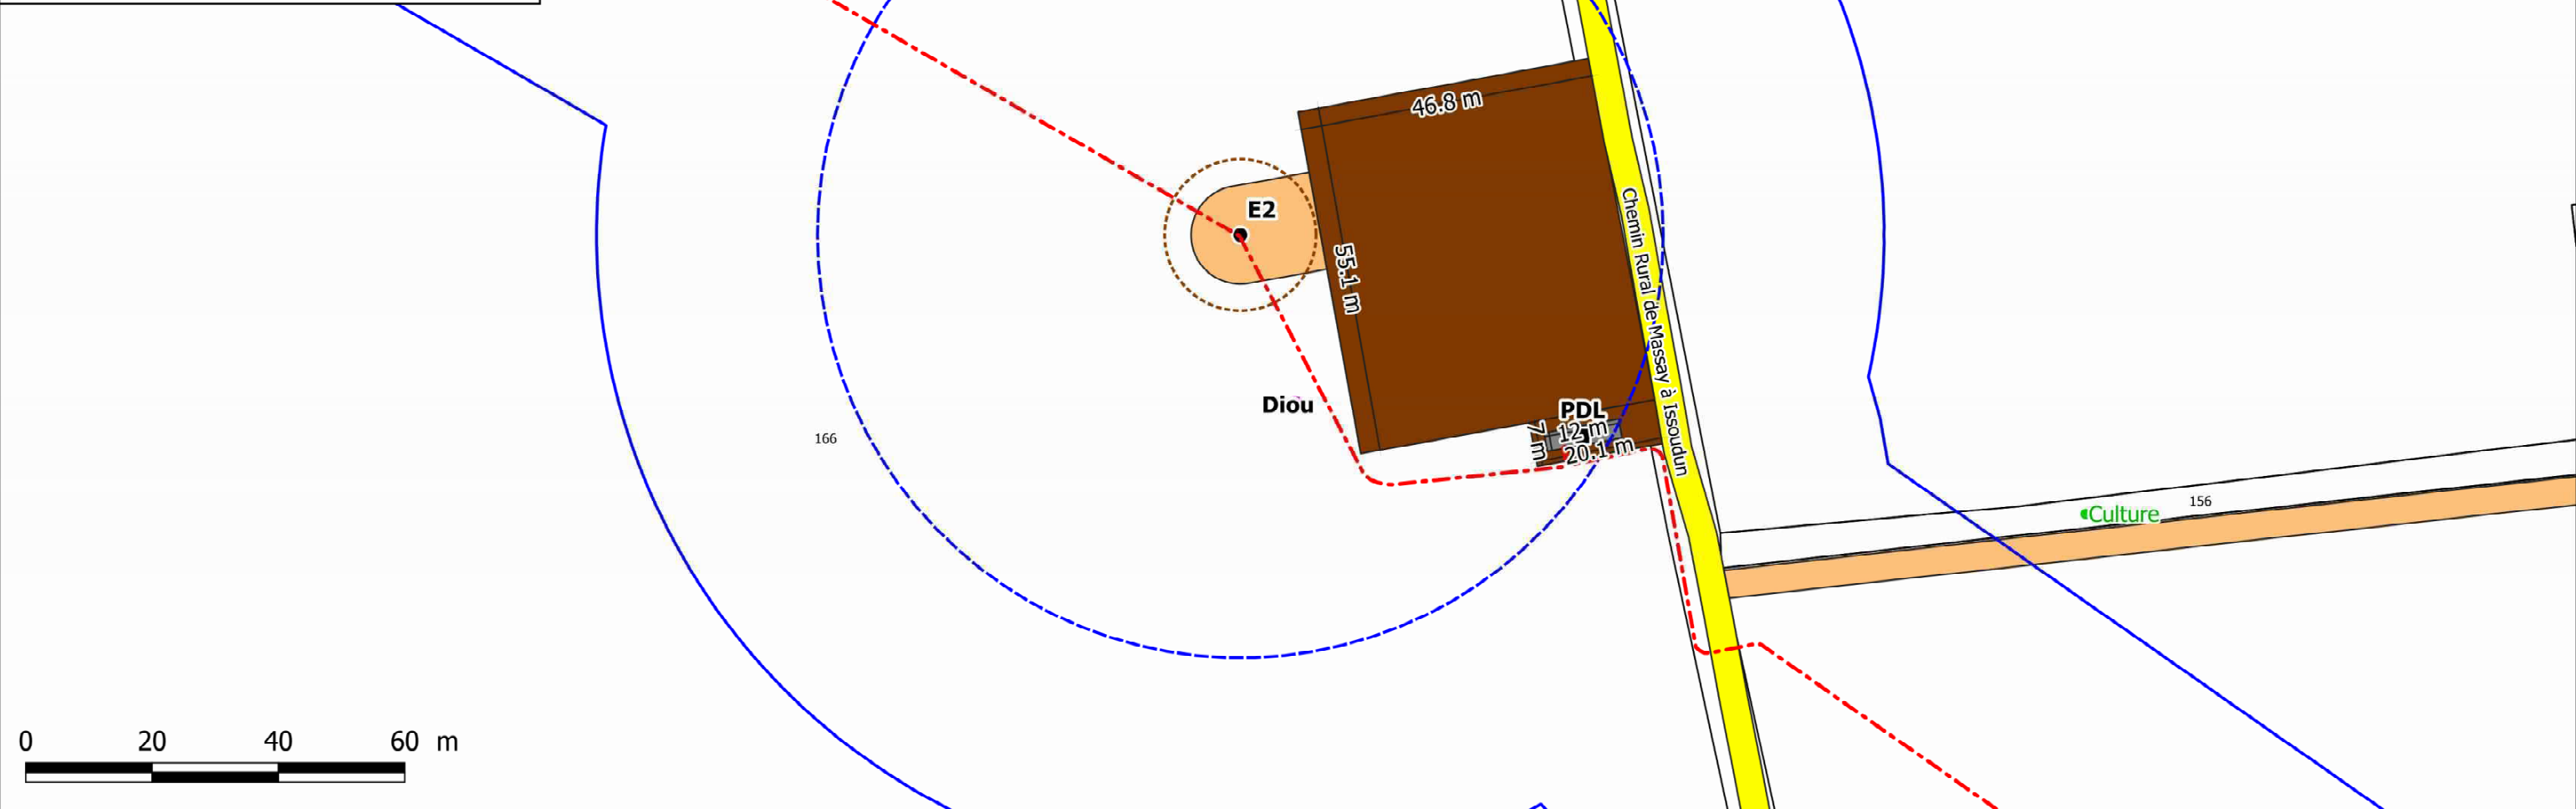 46.8 m
E2
55.1 m
Chemin Rural de Massay à Issoudun
Diou
PDL
12 m
7 m
20.1 m
166
156
Culture
0 20 40 60 m